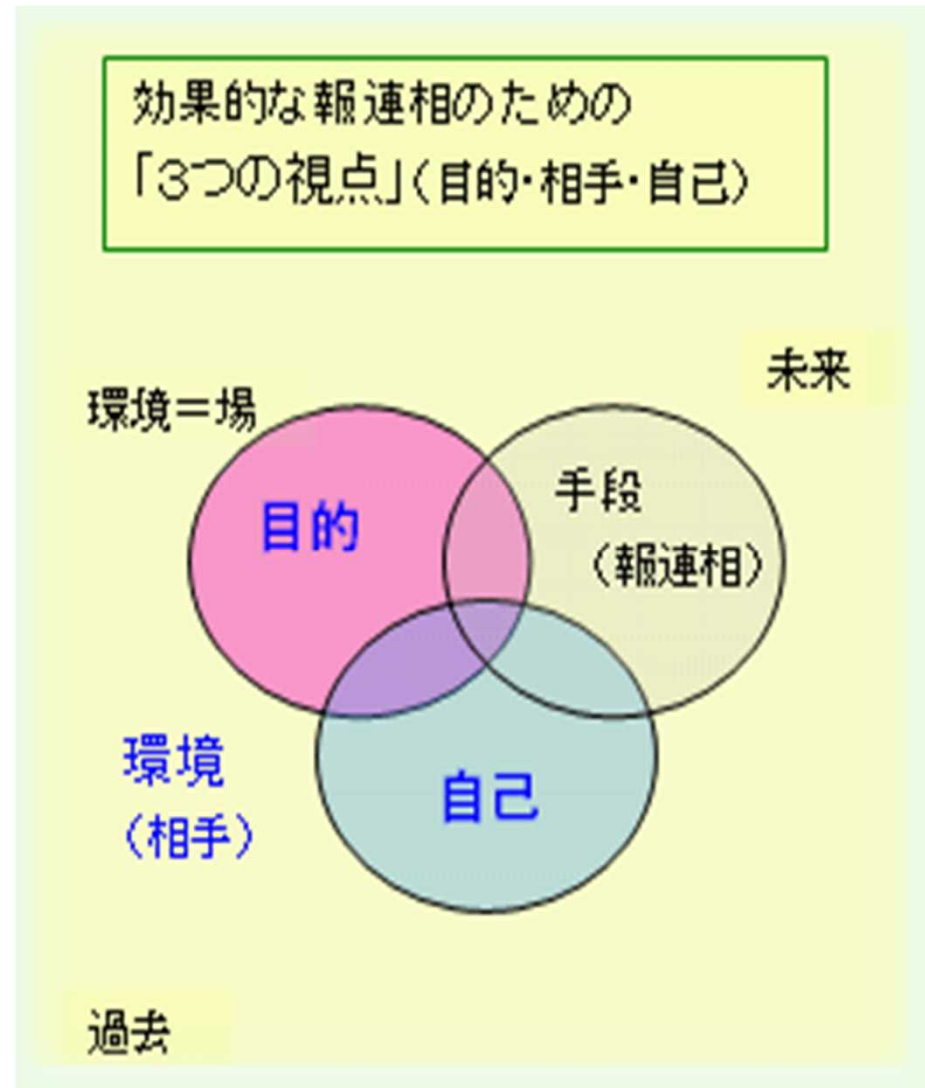 効果的な報連相のための
「3つの視点」(目的・相手・自己)
未来
環境=場
手段
(報連相)
目的
環境
(相手)
自己
過去